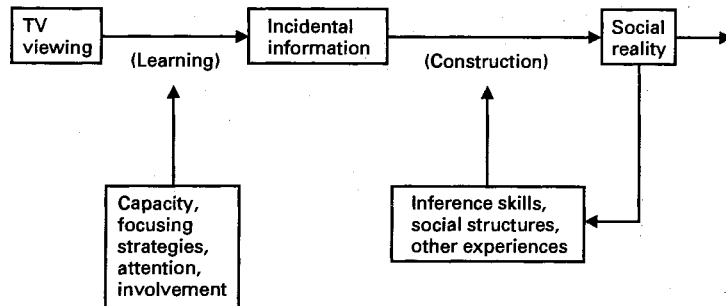 TV
viewing
(Learning)
Incidental
information
(Construction)
Social
reality
Capacity,
focusing
strategies,
attention,
involvement
Inference skills,
social structures,
other experiences